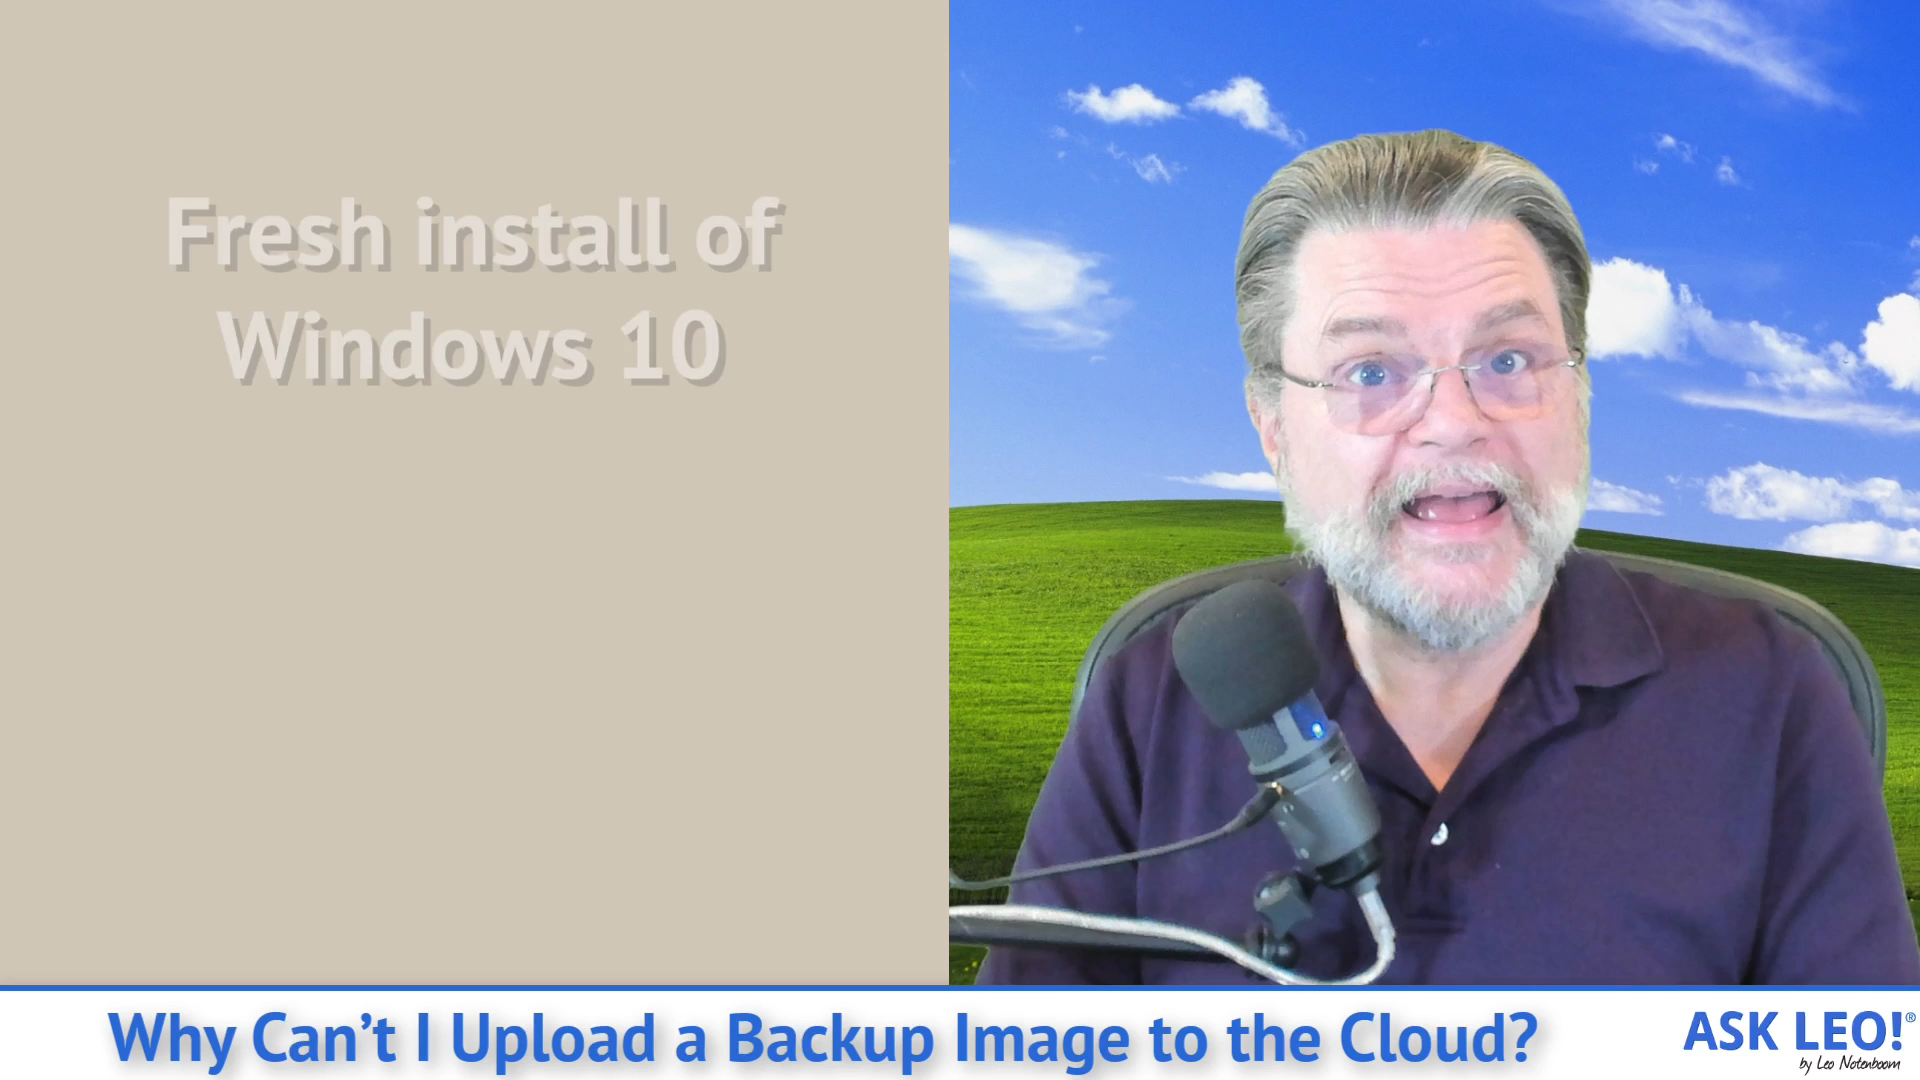 Fresh install of
Windows 10
Why Can’t I Upload a Backup Image to the Cloud?
ASK LEO!®
by Leo Notenboom